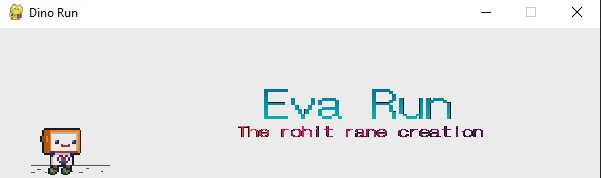 Dino Run
Eva Run
The rohit rane creation